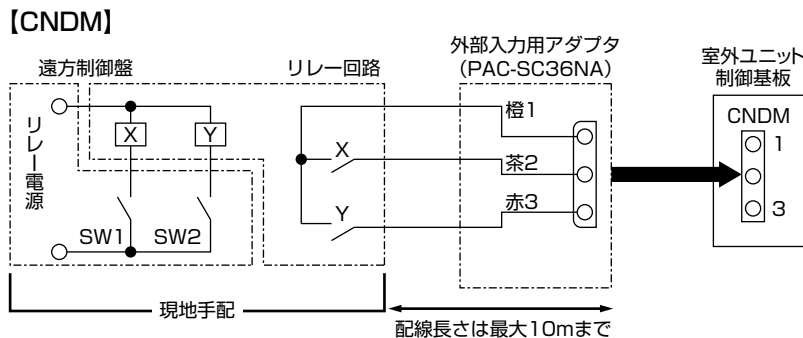 【CNDM】
外部入力用アダプタ
(PAC-SC36NA)
室外ユニット
制御基板
遠方制御盤
リレー回路
リレー電源
X
Y
SW1
SW2
X
Y
橙1
茶2
赤3
CNDM
1
3
現地手配
配線長さは最大10mまで